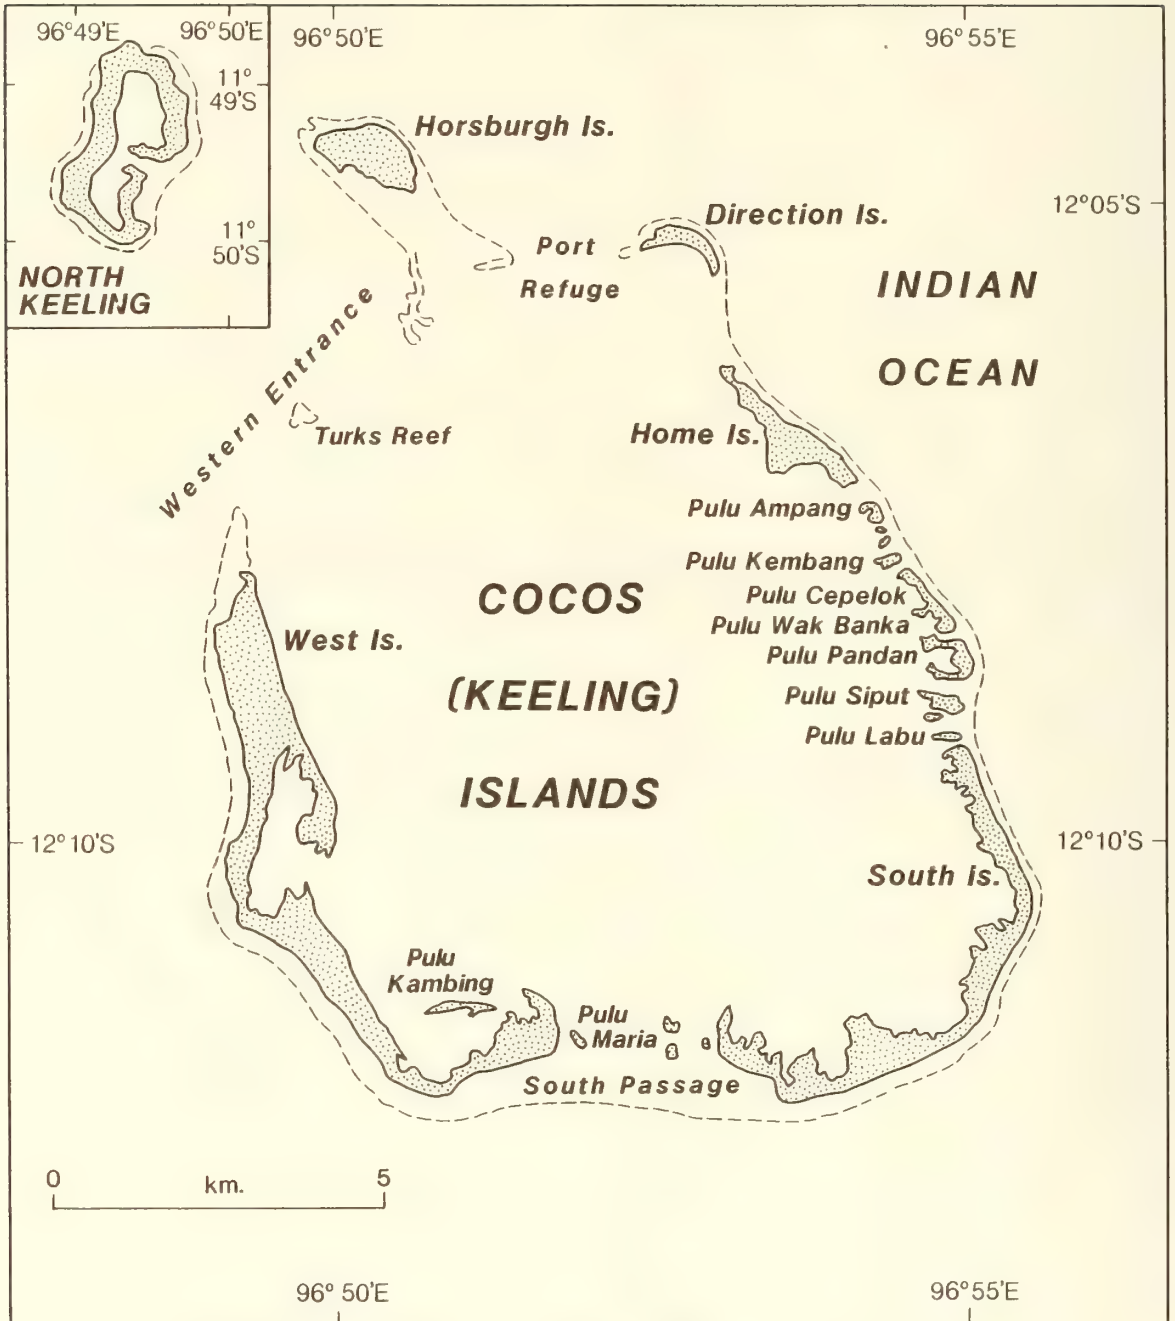 96°49'E 96°50'E
11°
49'S
11°
50'S
NORTH
KEELING
96°50'E 96°55'E
Horsburgh Is.
12°05'S
Direction Is.
Port
Refuge
INDIAN
OCEAN
Western Entrance
Turks Reef
Home Is.
Pulu Ampang
Pulu Kembang
Pulu Cepelok
Pulu Wak Banka
Pulu Pandan
Pulu Siput
Pulu Labu
COCOS
(KEELING)
ISLANDS
West Is.
12°10'S 12°10'S
South is.
Pulu
Kambing
Pulu
Maria
South Passage
0 5
km.
96° 50'E 96°55'E